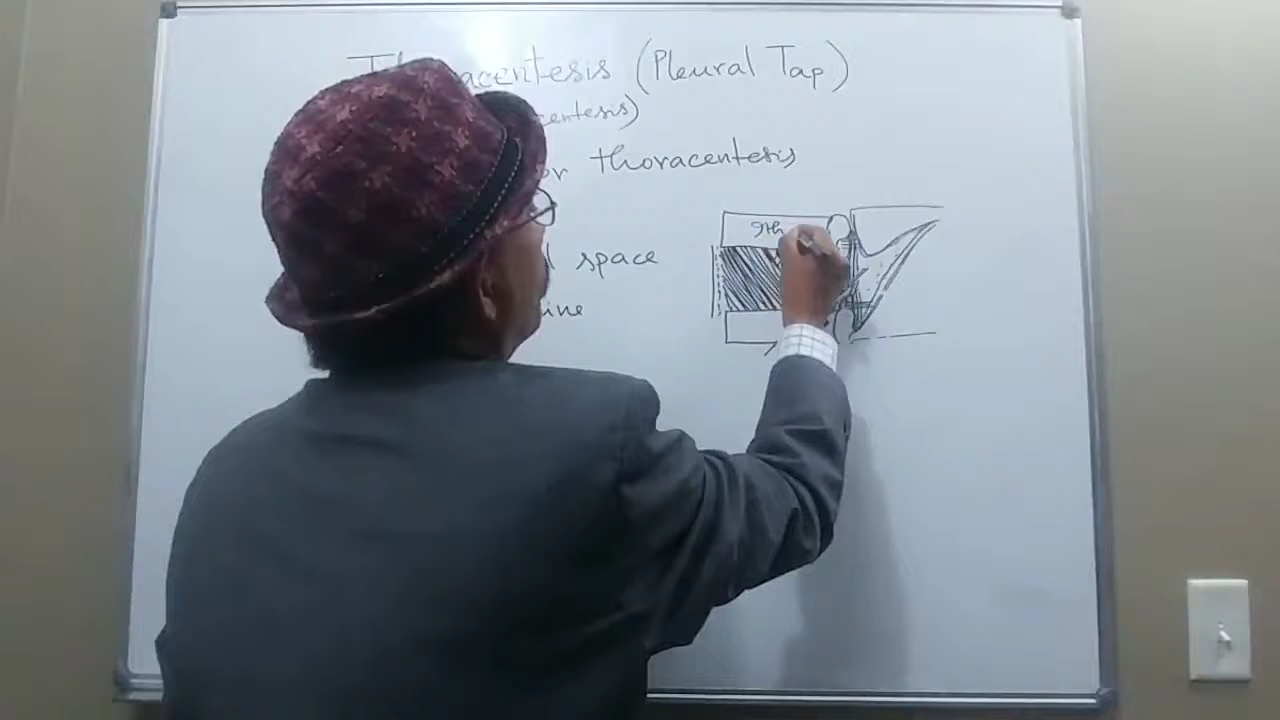 Thoracentesis (Pleural Tap)
centesis)
or thoracentesis
space
ine
9th